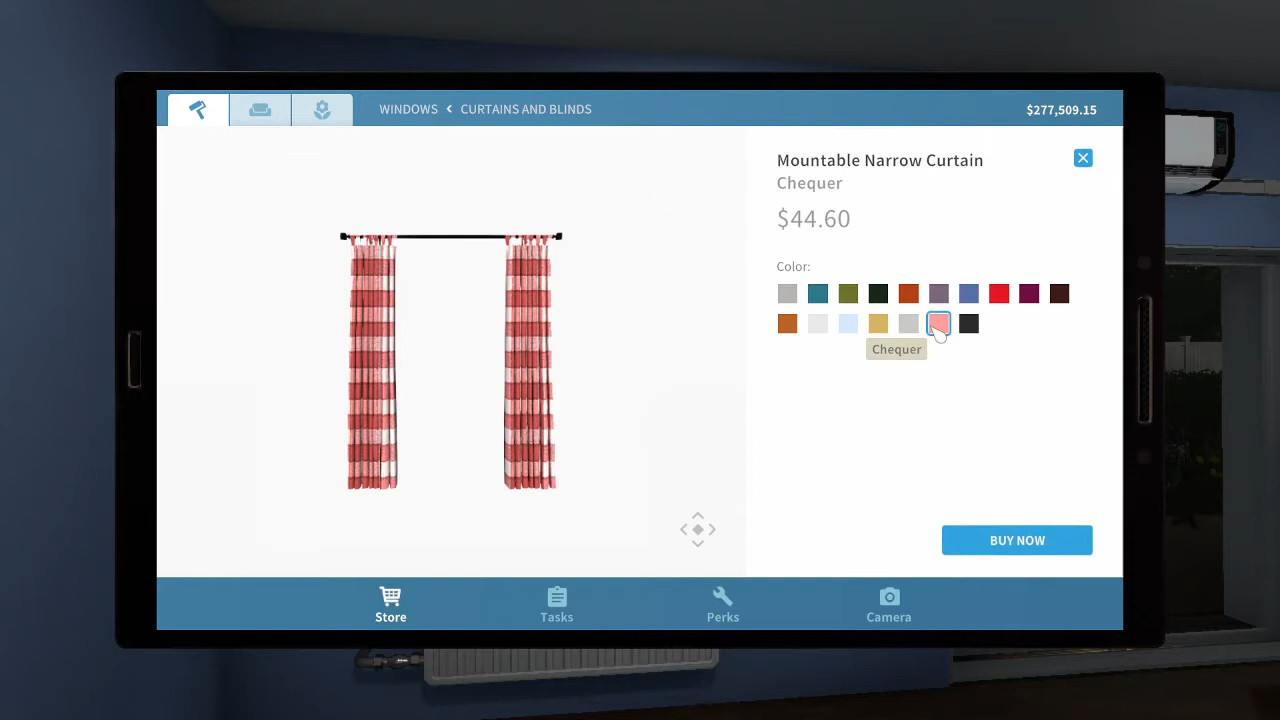 WINDOWS < CURTAINS AND BLINDS
$277,509.15
Mountable Narrow Curtain
Chequer
$44.60
Color:
Chequer
BUY NOW
Store
Tasks
Perks
Camera